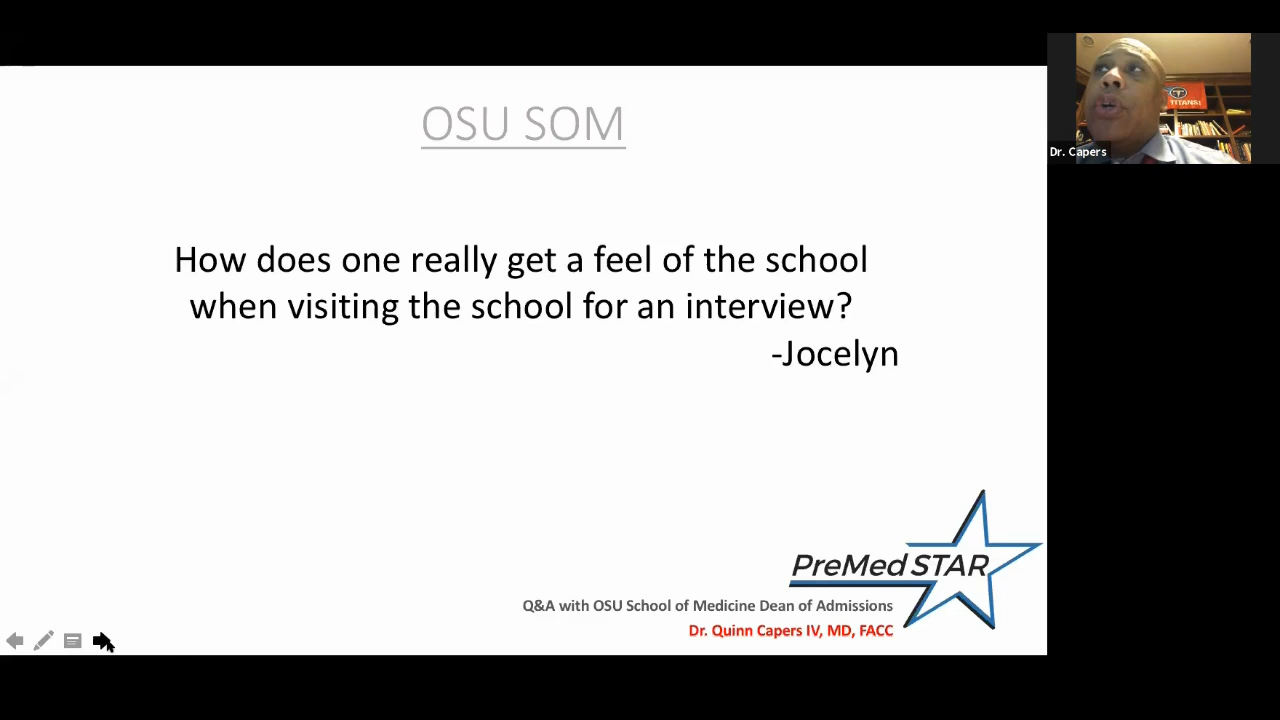 OSU SOM
How does one really get a feel of the school
when visiting the school for an interview?
-Jocelyn
PreMed STAR
Q&A with OSU School of Medicine Dean of Admissions
Dr. Quinn Capers IV, MD, FACC
TITANS
Dr. Capers